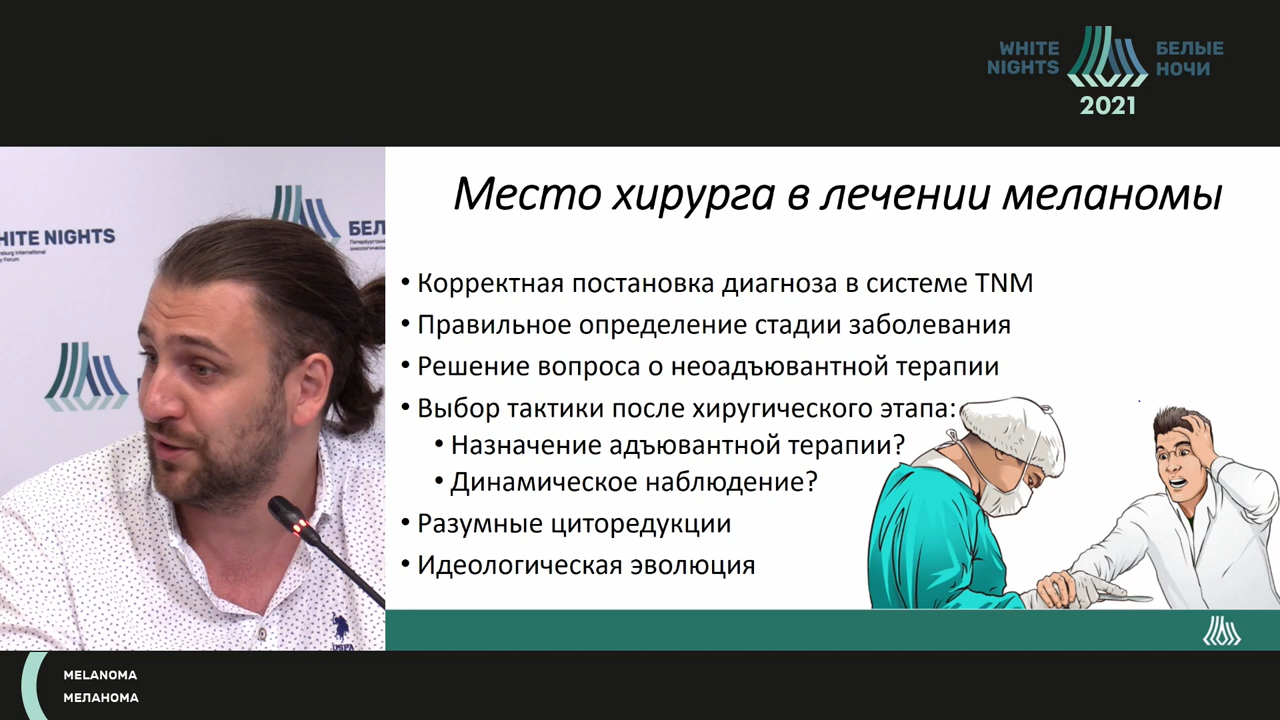 WHITE
NIGHTS
БЕЛЫЕ
НОЧИ
2021
HITE NIGHTS
БЕЛ
Место хирурга в лечении меланомы
• Корректная постановка диагноза в системе TNM
• Правильное определение стадии заболевания
• Решение вопроса о неоадъювантной терапии
• Выбор тактики после хиругического этапа:
• Назначение адъювантной терапии?
• Динамическое наблюдение?
• Разумные циторедукции
• Идеологическая эволюция
MELANOMA
МЕЛАНОМА